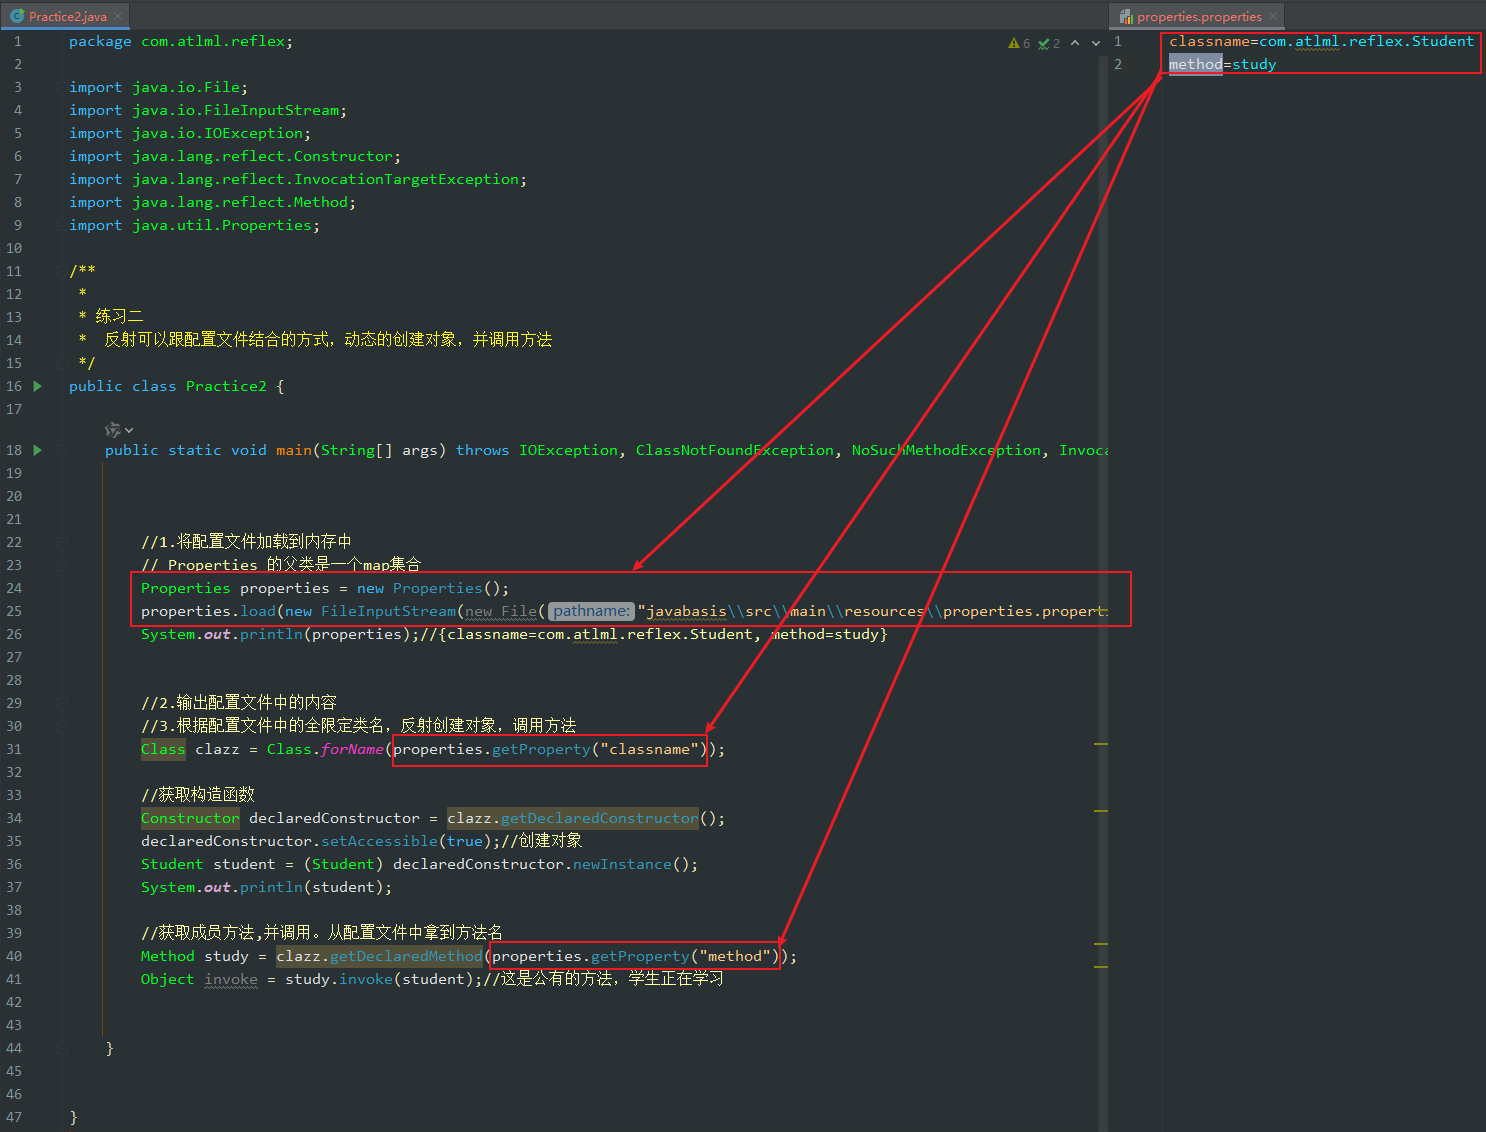 Practice2.java
properties.properties
6 2
1 package com.atlml.reflex;
2
3 import java.io.File;
4 import java.io.FileInputStream;
5 import java.io.IOException;
6 import java.lang.reflect.Constructor;
7 import java.lang.reflect.InvocationTargetException;
8 import java.lang.reflect.Method;
9 import java.util.Properties;
10
11 /**
12 *
13 * 练习二
14 * 反射可以跟配置文件结合的方式，动态的创建对象，并调用方法
15 */
16 public class Practice2 {
17
18 public static void main(String[] args) throws IOException, ClassNotFoundException, NoSuchMethodException, Invoca
19
20
21
22 //1.将配置文件加载到内存中
23 // Properties 的父类是一个map集合
24 Properties properties = new Properties();
25 properties.load(new FileInputStream(new File( pathname: "javabasis\\src\\main\\resources\\properties.propert
26 System.out.println(properties);//{classname=com.atlml.reflex.Student, method=study}
27
28
29 //2.输出配置文件中的内容
30 //3.根据配置文件中的全限定类名，反射创建对象，调用方法
31 Class clazz = Class.forName(properties.getProperty("classname"));
32
33 //获取构造函数
34 Constructor declaredConstructor = clazz.getDeclaredConstructor();
35 declaredConstructor.setAccessible(true);//创建对象
36 Student student = (Student) declaredConstructor.newInstance();
37 System.out.println(student);
38
39 //获取成员方法,并调用。从配置文件中拿到方法名
40 Method study = clazz.getDeclaredMethod(properties.getProperty("method"));
41 Object invoke = study.invoke(student);//这是公有的方法，学生正在学习
42
43
44 }
45
46
47 }
1 classname=com.atlml.reflex.Student
2 method=study